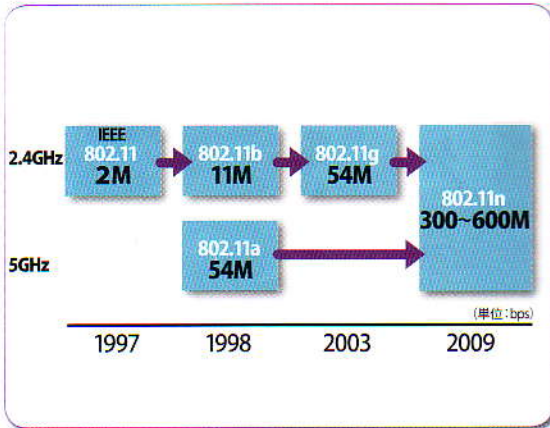 2.4GHz
IEEE
802.11
2M
802.11b
11M
802.11g
54M
802.11n
300~600M
5GHz
802.11a
54M
(単位:bps)
1997
1998
2003
2009